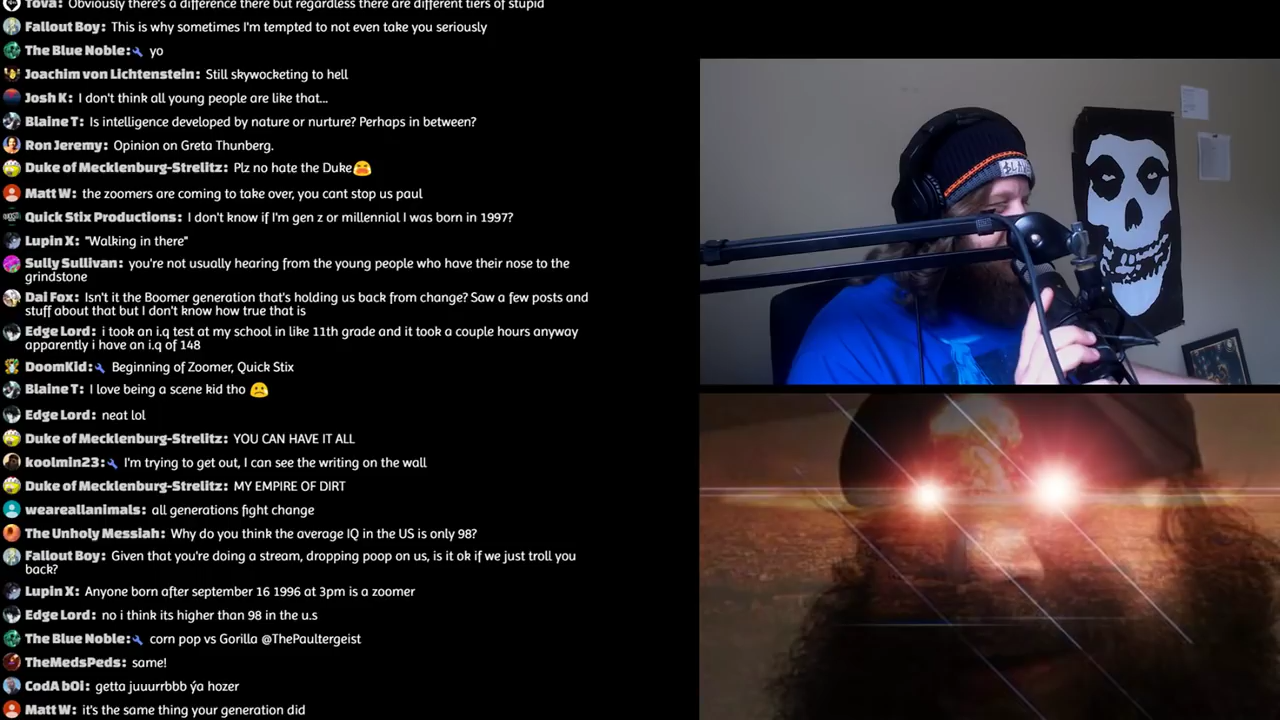 Tova: Obviously there's a difference there but regardless there are different tiers of stupid
Fallout Boy: This is why sometimes I'm tempted to not even take you seriously
The Blue Noble: yo
Joachim von Lichtenstein: Still skywocketing to hell
Josh K: I don't think all young people are like that...
Blaine T: Is intelligence developed by nature or nurture? Perhaps in between?
Ron Jeremy: Opinion on Greta Thunberg.
Duke of Mecklenburg-Strelitz: Plz no hate the Duke😫
Matt W: the zoomers are coming to take over, you cant stop us paul
Quick Stix Productions: I don't know if I'm gen z or millennial I was born in 1997?
Lupin X: "Walking in there"
Sully Sullivan: you're not usually hearing from the young people who have their nose to the
grindstone
Dai Fox: Isn't it the Boomer generation that's holding us back from change? Saw a few posts and
stuff about that but I don't know how true that is
Edge Lord: i took an i.q test at my school in like 11th grade and it took a couple hours anyway
apparently i have an i.q of 148
DoomKid: Beginning of Zoomer, Quick Stix
Blaine T: I love being a scene kid tho ☹️
Edge Lord: neat lol
Duke of Mecklenburg-Strelitz: YOU CAN HAVE IT ALL
koolmin23: I'm trying to get out, I can see the writing on the wall
Duke of Mecklenburg-Strelitz: MY EMPIRE OF DIRT
weareallanimals: all generations fight change
The Unholy Messiah: Why do you think the average IQ in the US is only 98?
Fallout Boy: Given that you're doing a stream, dropping poop on us, is it ok if we just troll you
back?
Lupin X: Anyone born after september 16 1996 at 3pm is a zoomer
Edge Lord: no i think its higher than 98 in the u.s
The Blue Noble: corn pop vs Gorilla @ThePaultergeist
TheMedsPeds: same!
CodA bOi: getta juuurrbbb ýa hozer
Matt W: it's the same thing your generation did